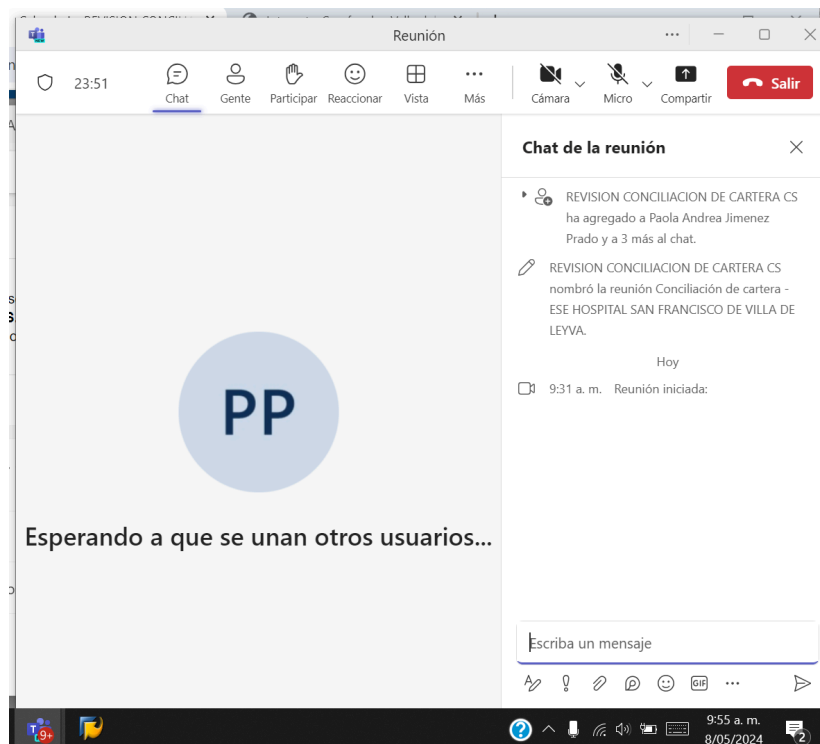 Reunión
23:51
Chat
Gente
Participar
Reaccionar
Vista
Más
Cámara
Micro
Compartir
Salir
Chat de la reunión
REVISION CONCILIACION DE CARTERA CS
ha agregado a Paola Andrea Jimenez
Prado y a 3 más al chat.
REVISION CONCILIACION DE CARTERA CS
nombró la reunión Conciliación de cartera -
ESE HOSPITAL SAN FRANCISCO DE VILLA DE
LEYVA.
Hoy
9:31 a. m. Reunión iniciada:
PP
Esperando a que se unan otros usuarios...
Escriba un mensaje
GIF
9+
9:55 a. m.
8/05/2024
2